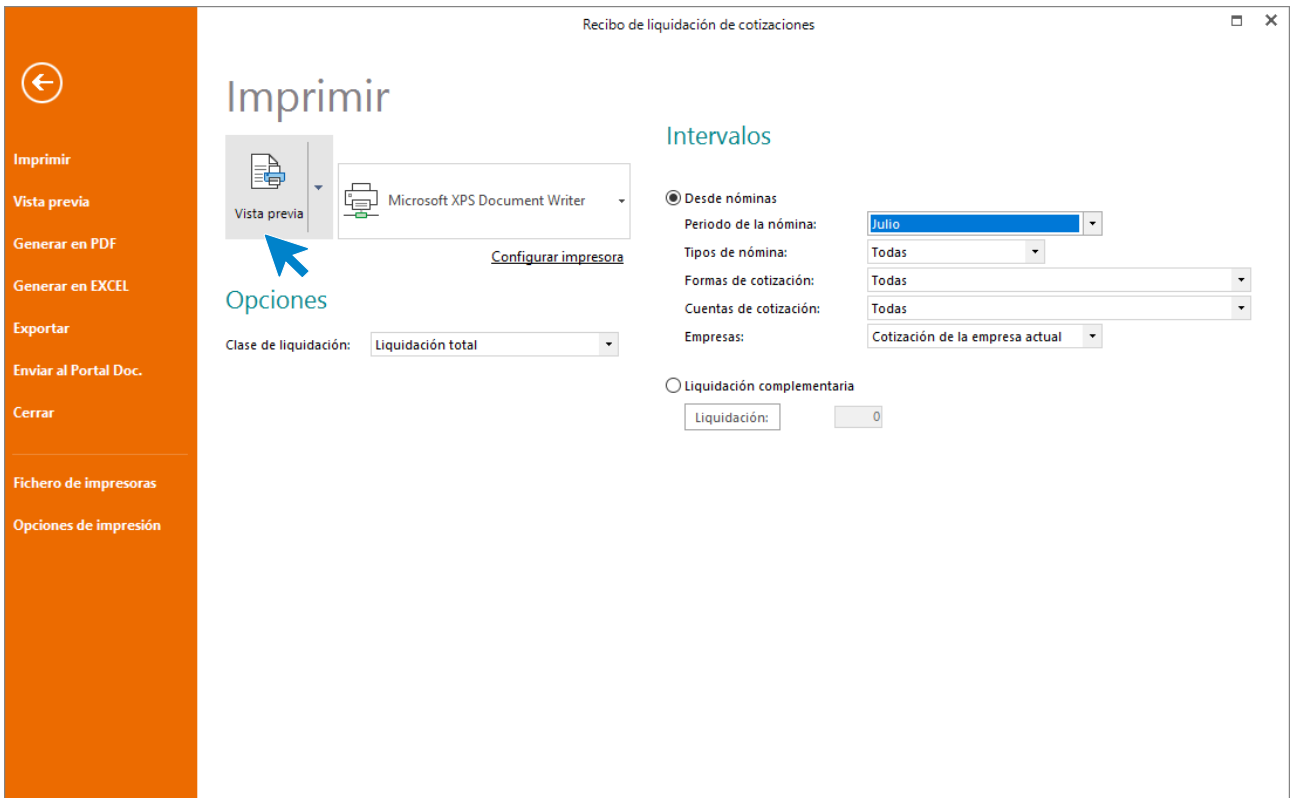 Recibo de liquidación de cotizaciones
Imprimir
Vista previa
Generar en PDF
Generar en EXCEL
Exportar
Enviar al Portal Doc.
Cerrar
Fichero de impresoras
Opciones de impresión
Imprimir
Vista previa
Microsoft XPS Document Writer
Configurar impresora
Opciones
Clase de liquidación: Liquidación total
Intervalos
Desde nóminas
Periodo de la nómina: Julio
Tipos de nómina: Todas
Formas de cotización: Todas
Cuentas de cotización: Todas
Empresas: Cotización de la empresa actual
Liquidación complementaria
Liquidación: 0